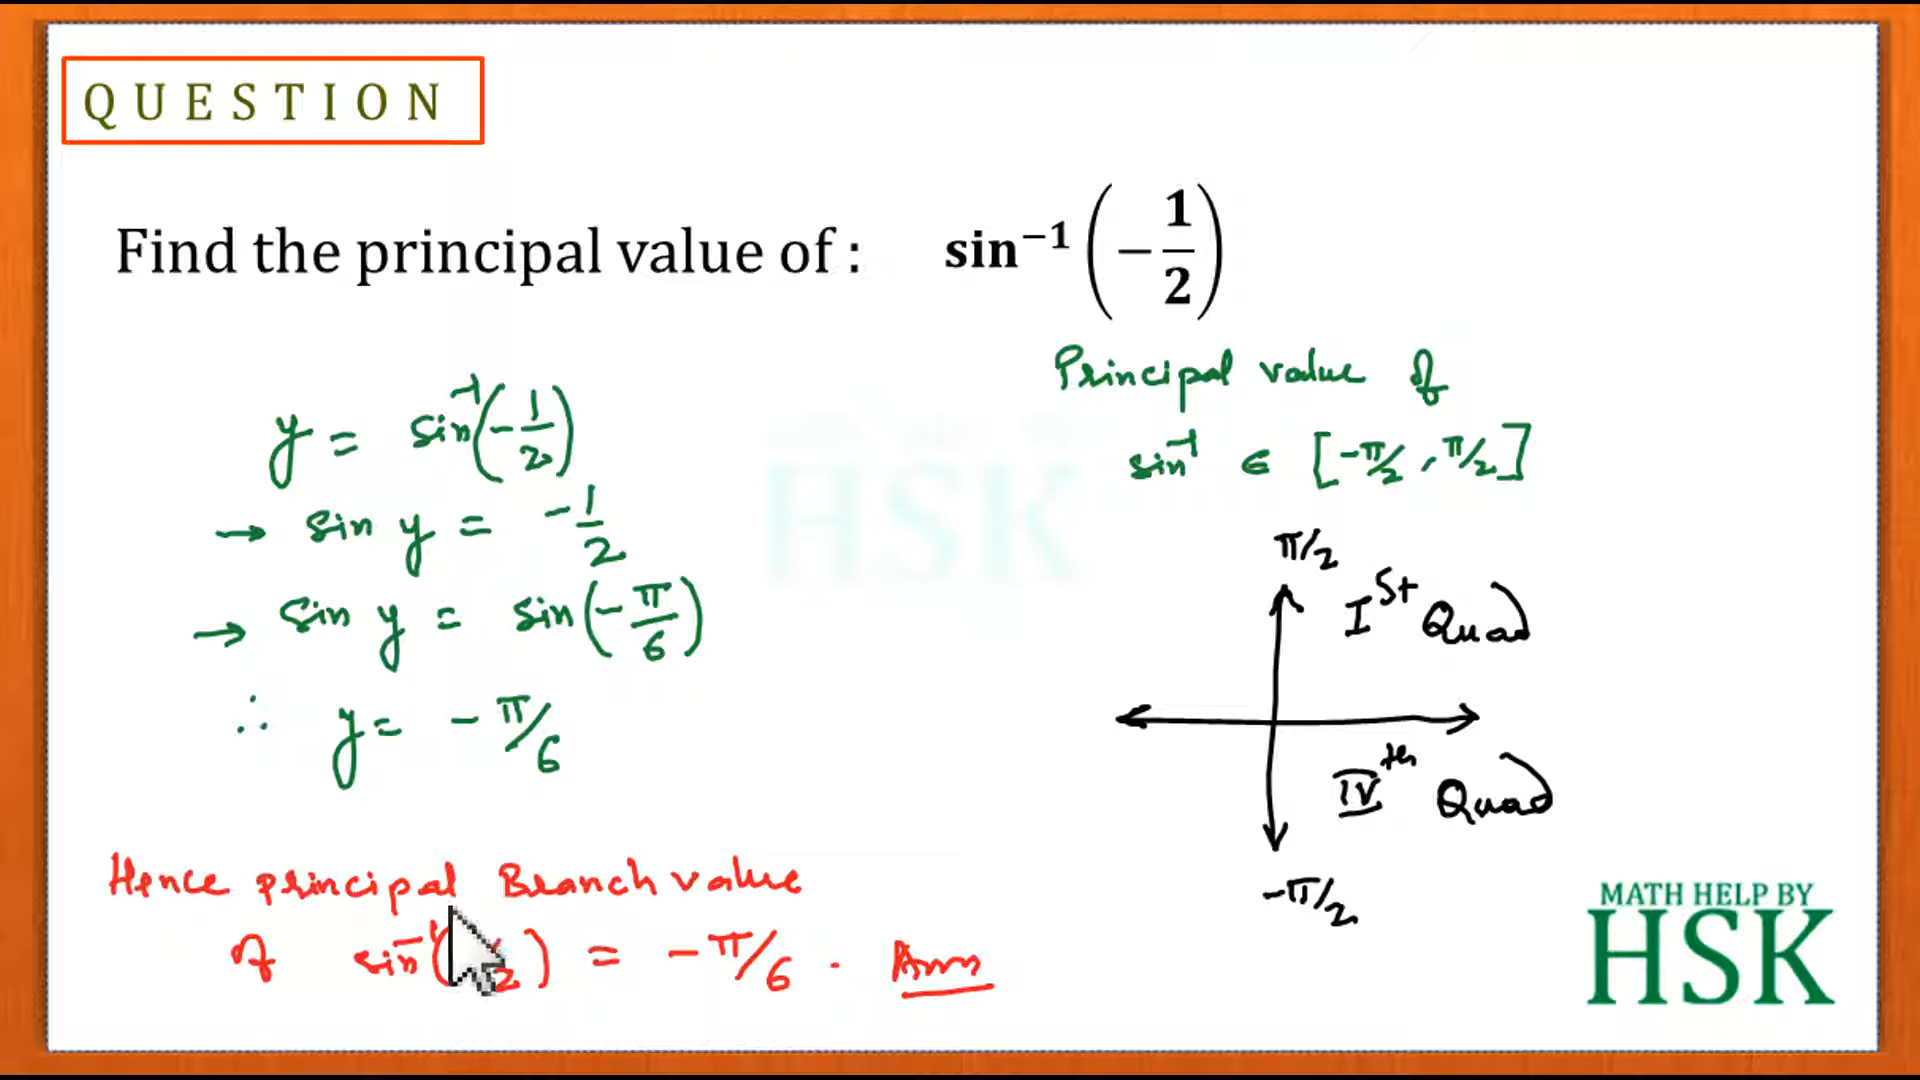 QUESTION
Find the principal value of : sin⁻¹(−1/2)
y = sin⁻¹(-1/2)
→ sin y = -1/2
→ sin y = sin(-π/6)
∴ y = - π/6
Principal value of
sin⁻¹ ∈ [-π/2, π/2]
π/2
Iˢᵗ Quad
IVᵗʰ Quad
-π/2
Hence principal Branch value
of sin⁻¹( /2) = -π/6 . Ans
HSK
MATH HELP BY
HSK